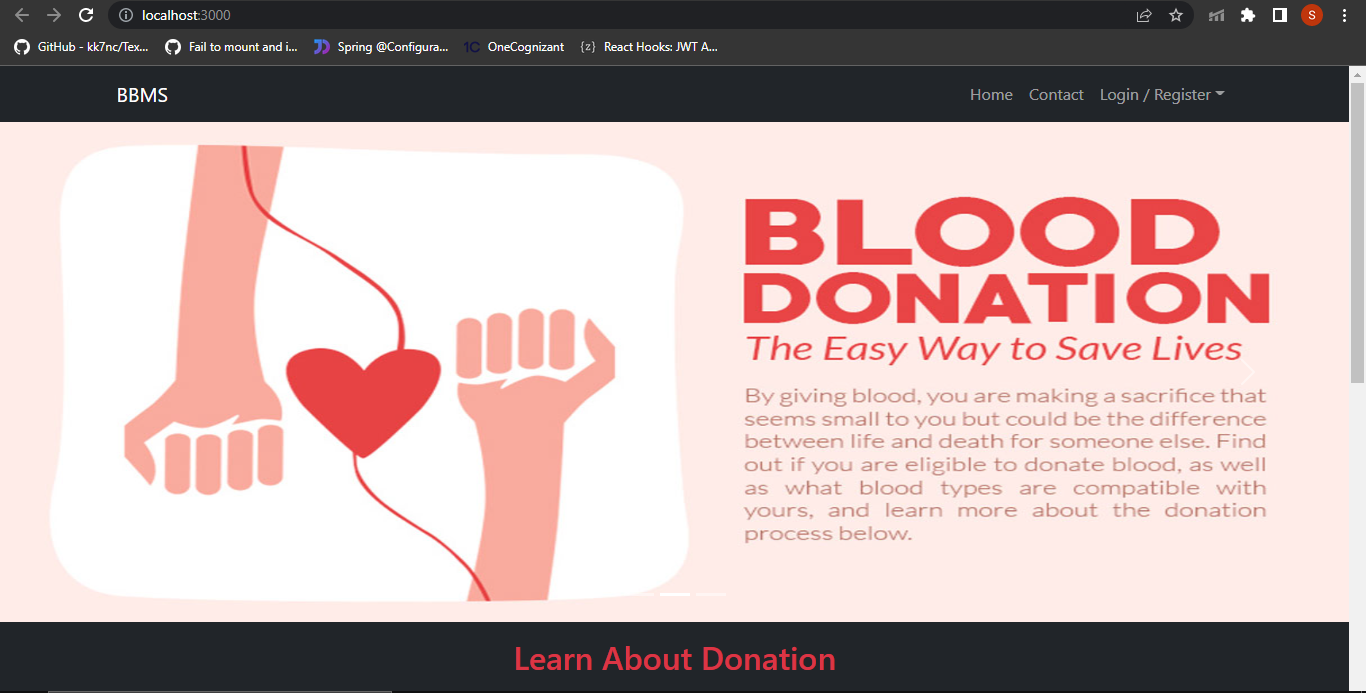 localhost:3000
S
GitHub - kk7nc/Tex...
Fail to mount and i...
Spring @Configura...
1C OneCognizant
{z} React Hooks: JWT A...
BBMS
Home
Contact
Login / Register
BLOOD
DONATION
The Easy Way to Save Lives
By giving blood, you are making a sacrifice that
seems small to you but could be the difference
between life and death for someone else. Find
out if you are eligible to donate blood, as well
as what blood types are compatible with
yours, and learn more about the donation
process below.
Learn About Donation